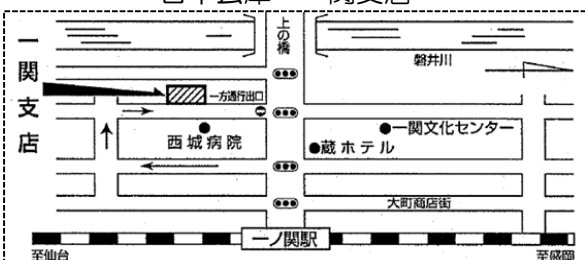 一関支店
上の橋
磐井川
一方通行出口
西城病院
一関文化センター
蔵ホテル
大町商店街
一ノ関駅
至仙台
至盛岡